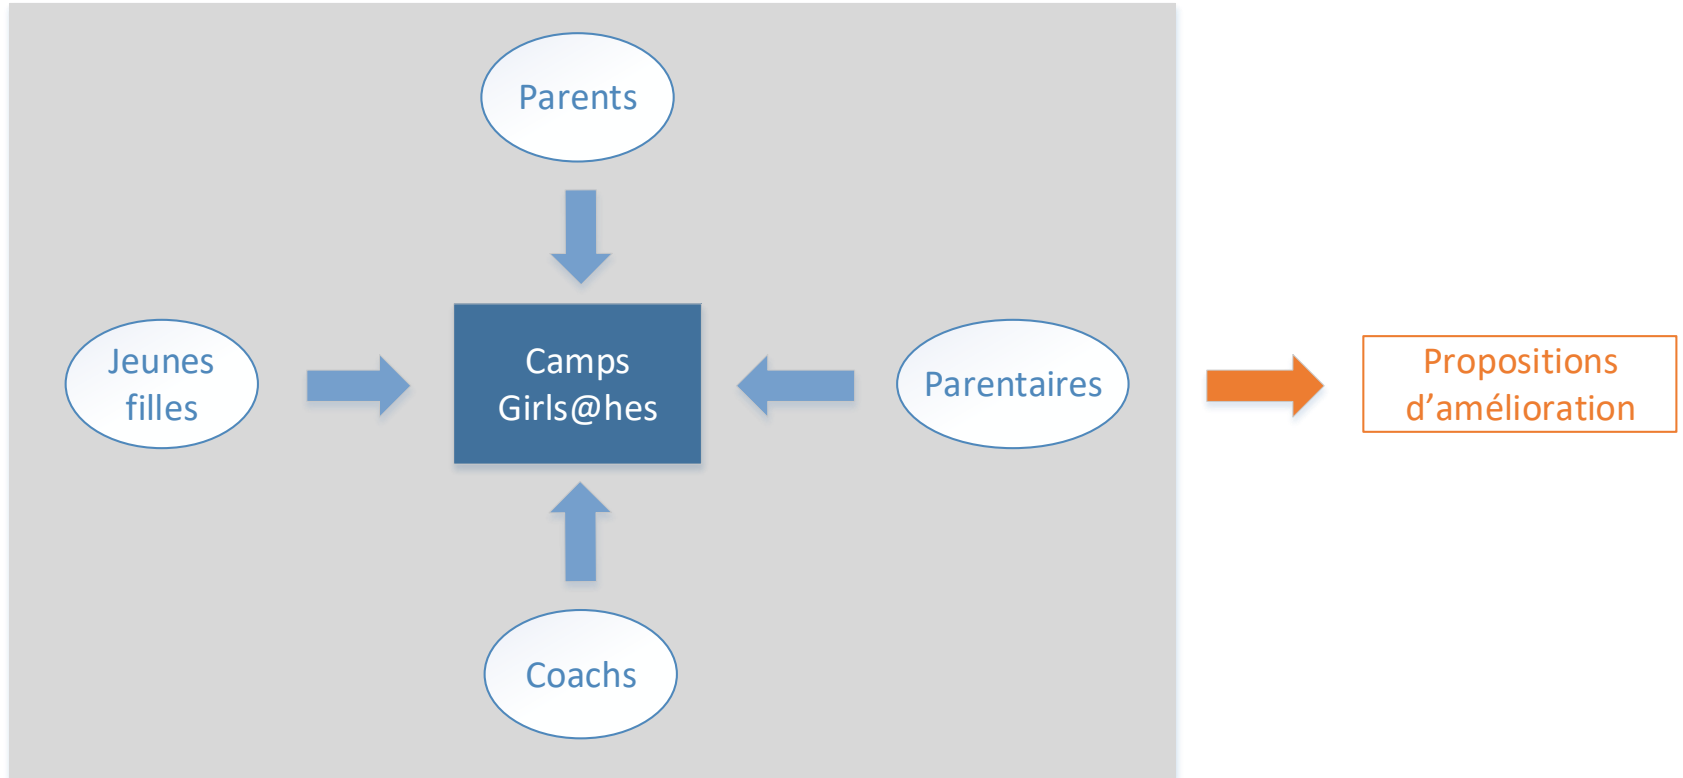 Parents
Jeunes
filles
Camps
Girls@hes
Parentaires
Propositions
d’amélioration
Coachs